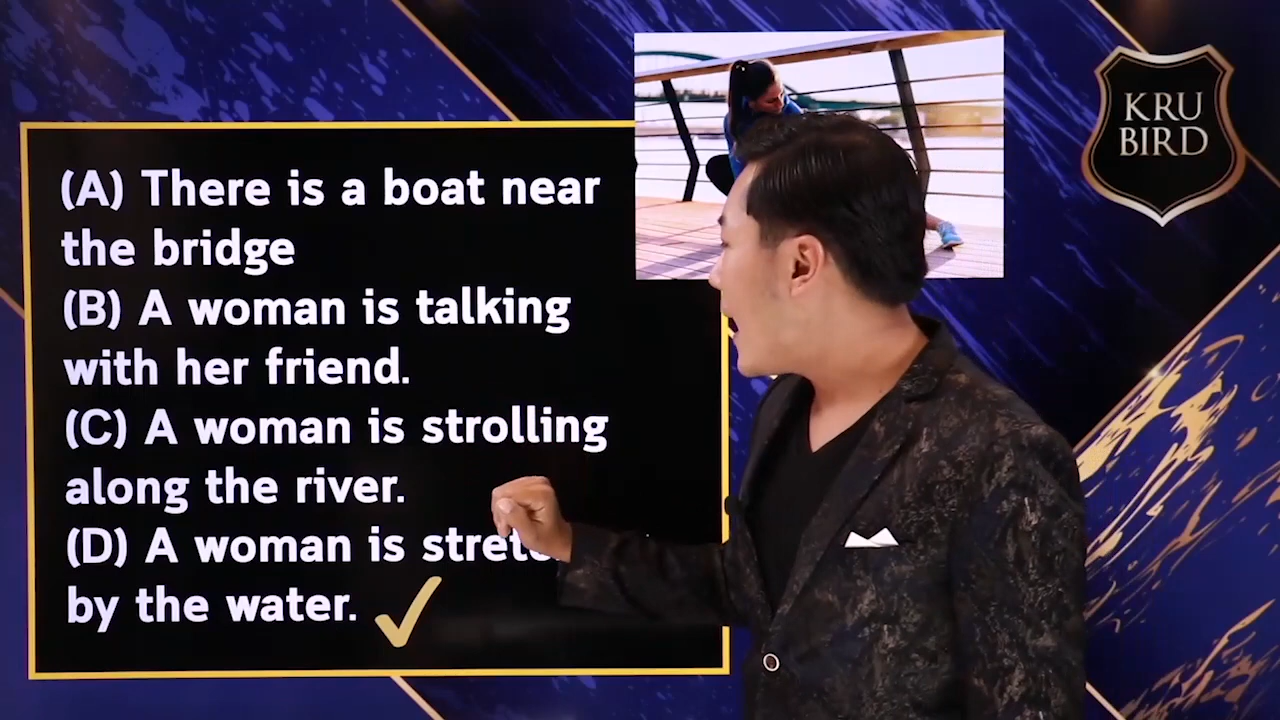 (A) There is a boat near
the bridge
(B) A woman is talking
with her friend.
(C) A woman is strolling
along the river.
(D) A woman is
by the water.
KRU
BIRD